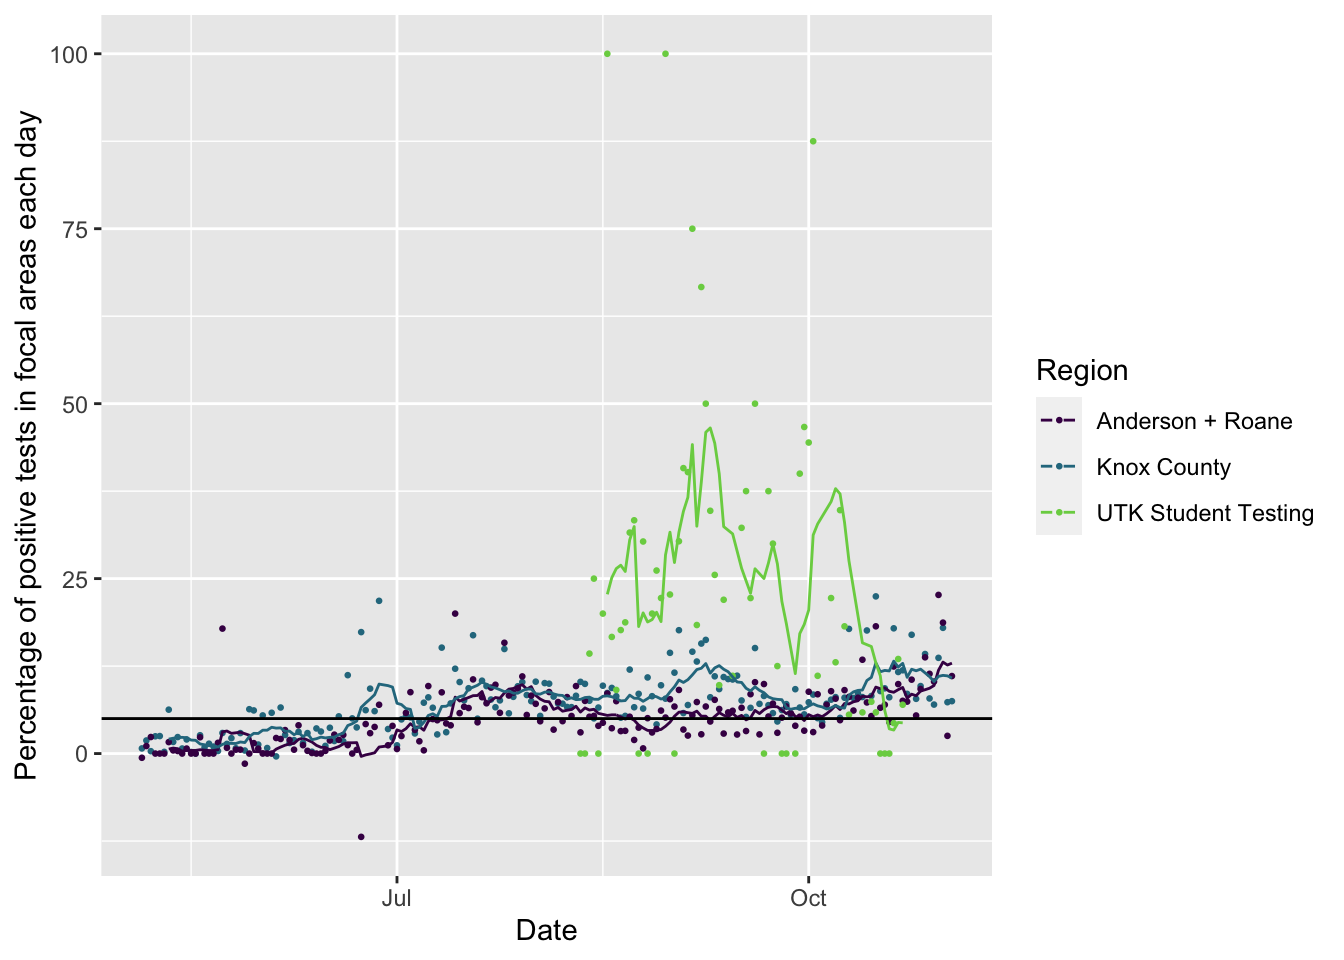 Percentage of positive tests in focal areas each day
100
75
50
25
0
Jul
Oct
Date
Region
Anderson + Roane
Knox County
UTK Student Testing